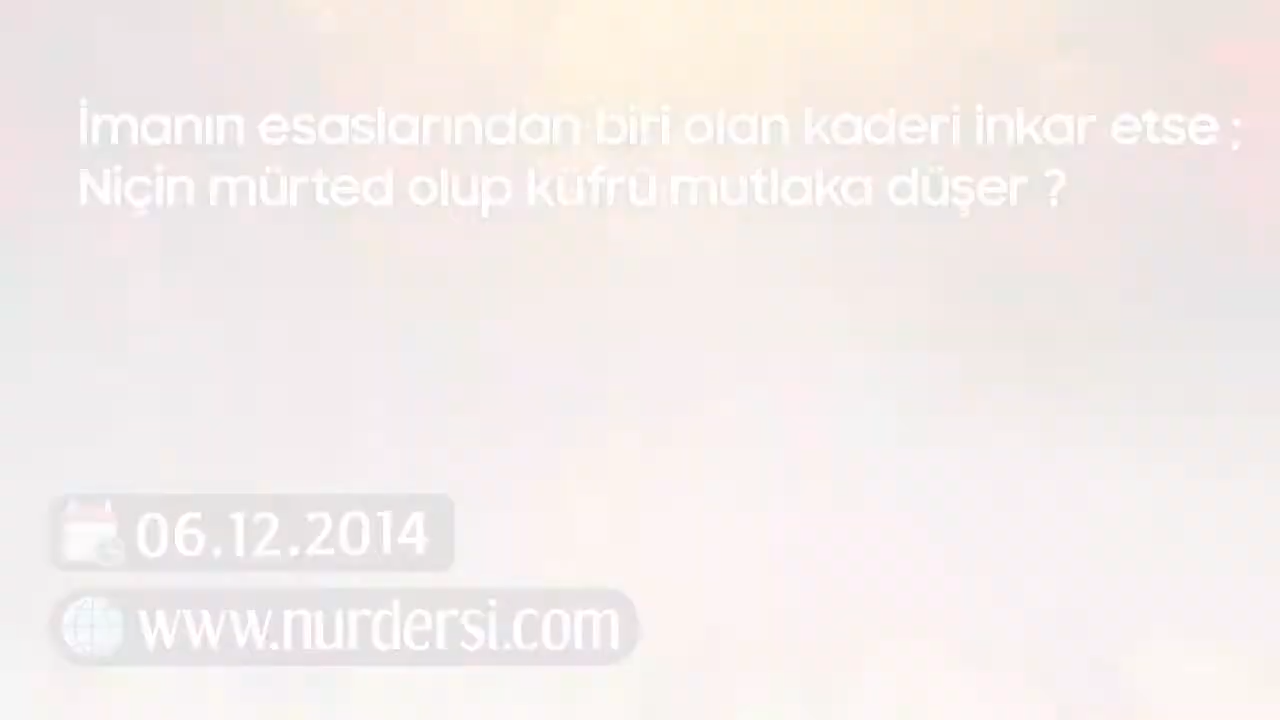 İmanın esaslarından biri olan kaderi inkar etse ;
Niçin mürted olup küfrü mutlaka düşer ?
06.12.2014
www.nurdersi.com